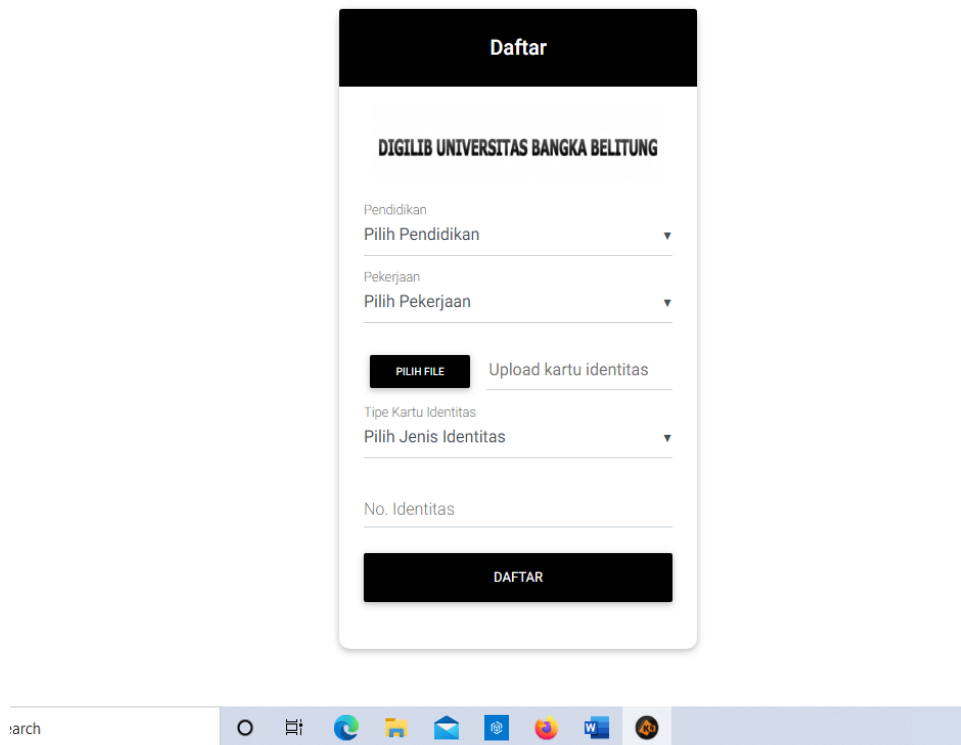 Daftar
DIGILIB UNIVERSITAS BANGKA BELITUNG
Pendidikan
Pilih Pendidikan
Pekerjaan
Pilih Pekerjaan
PILIH FILE Upload kartu identitas
Tipe Kartu Identitas
Pilih Jenis Identitas
No. Identitas
DAFTAR
earch